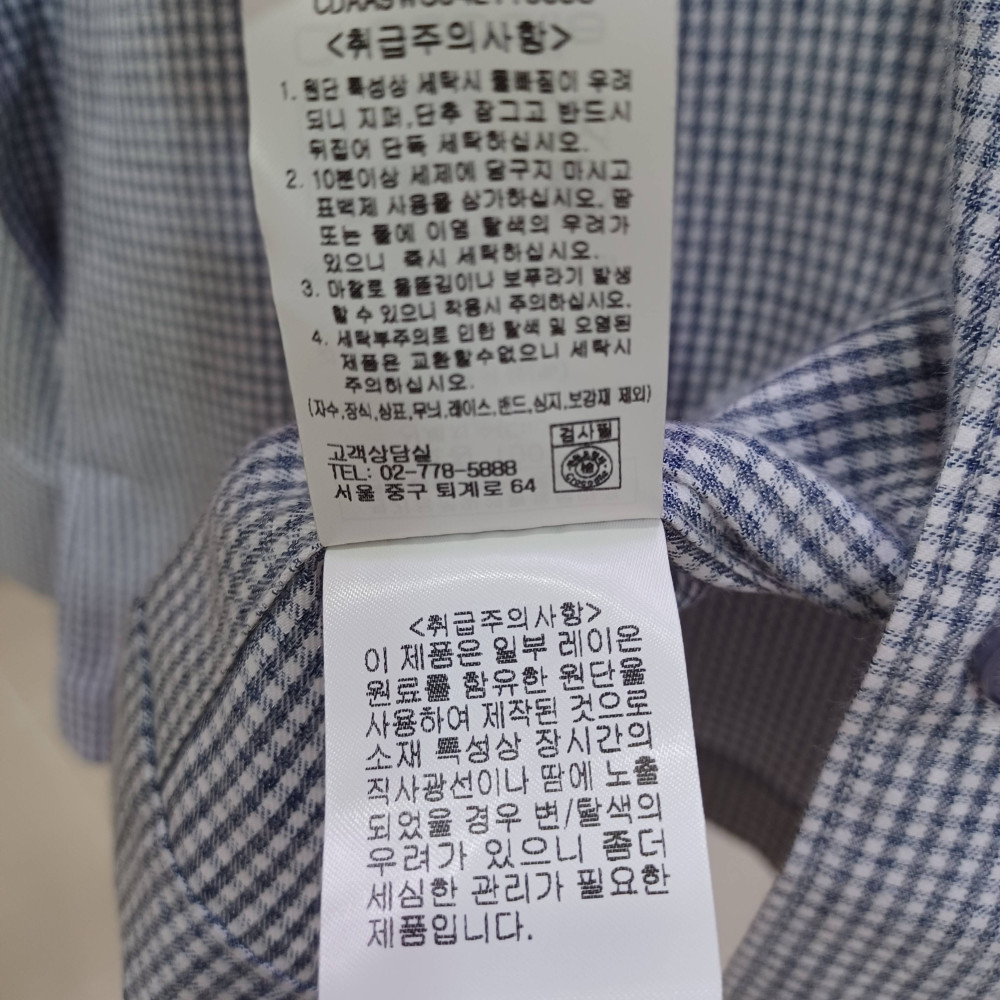 <취급주의사항>
1. 원단 특성상 세탁시 물빠짐이 우려
되니 지퍼,단추 잠그고 반드시
뒤집어 단독 세탁하십시오.
2. 10분이상 세제에 담구지 마시고
표백제 사용을 삼가하십시오. 땀
또는 물에 이염 탈색의 우려가
있으니 즉시 세탁하십시오.
3. 마찰로 올뜯김이나 보푸라기 발생
할 수 있으니 착용시 주의하십시오.
4. 세탁부주의로 인한 탈색 및 오염된
제품은 교환할수없으니 세탁시
주의하십시오.
(자수,장식,상표,무늬,레이스,밴드,심지,보강재 제외)
고객상담실
TEL: 02-778-5888
서울 중구 퇴계로 64
검사필
<취급주의사항>
이 제품은 일부 레이온
원료를 함유한 원단을
사용하여 제작된 것으로
소재 특성상 장시간의
직사광선이나 땀에 노출
되었을 경우 변/탈색의
우려가 있으니 좀더
세심한 관리가 필요한
제품입니다.